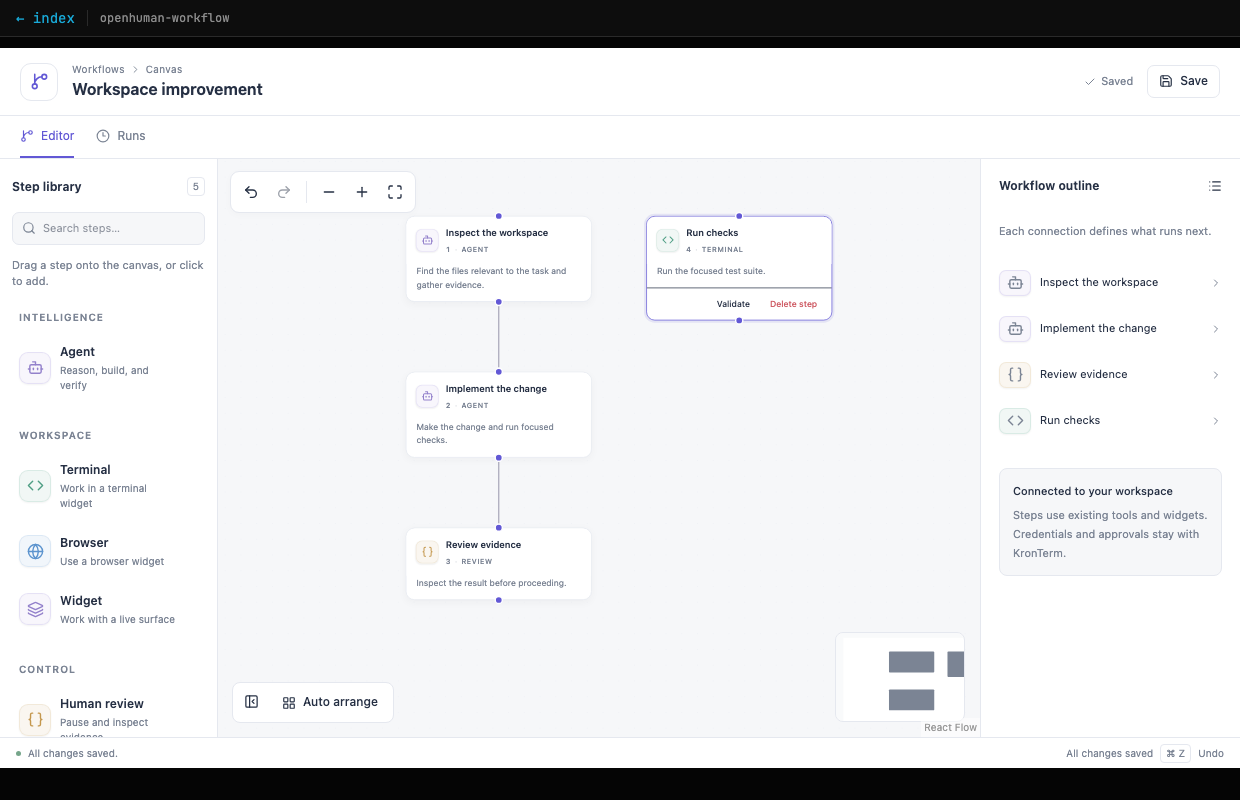 ← index
openhuman-workflow
Workflows > Canvas
Workspace improvement
Saved
Save
Editor
Runs
Step library
5
Search steps...
Drag a step onto the canvas, or click
to add.
INTELLIGENCE
Agent
Reason, build, and
verify
WORKSPACE
Terminal
Work in a terminal
widget
Browser
Use a browser widget
Widget
Work with a live surface
CONTROL
Human review
Pause and inspect
evidence
Inspect the workspace
1 · AGENT
Find the files relevant to the task and
gather evidence.
Implement the change
2 · AGENT
Make the change and run focused
checks.
Review evidence
3 · REVIEW
Inspect the result before proceeding.
Run checks
4 · TERMINAL
Run the focused test suite.
Validate
Delete step
Auto arrange
React Flow
Workflow outline
Each connection defines what runs next.
Inspect the workspace
Implement the change
Review evidence
Run checks
Connected to your workspace
Steps use existing tools and widgets.
Credentials and approvals stay with
KronTerm.
All changes saved.
All changes saved
⌘ Z
Undo